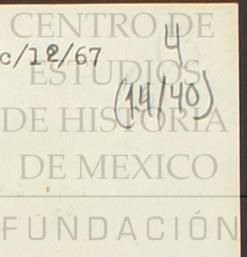 CENTRO DE
4
c/12/67
ESTUDIOS
(14/40)
DE HISTORIA
DE MEXICO
FUNDACIÓN